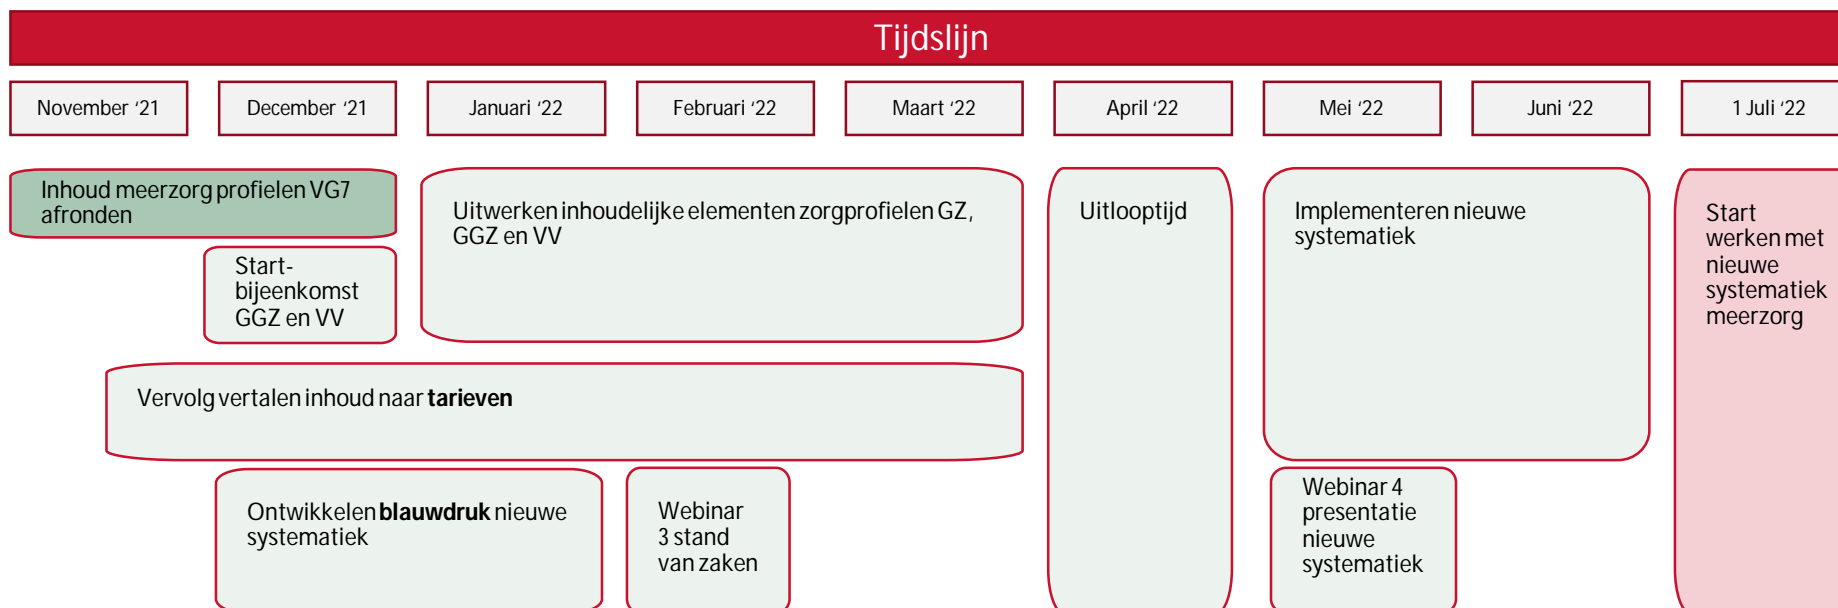 Tijdslijn
November '21
December '21
Januari '22
Februari '22
Maart '22
April '22
Mei '22
Juni '22
1 Juli '22
Inhoud meerzorg profielen VG7
afronden
Start-
bijeenkomst
GGZ en VV
Uitwerken inhoudelijke elementen zorgprofielen GZ,
GGZ en VV
Uitlooptijd
Implementeren nieuwe
systematiek
Start
werken met
nieuwe
systematiek
meerzorg
Vervolg vertalen inhoud naar tarieven
Ontwikkelen blauwdruk nieuwe
systematiek
Webinar
3 stand
van zaken
Webinar 4
presentatie
nieuwe
systematiek